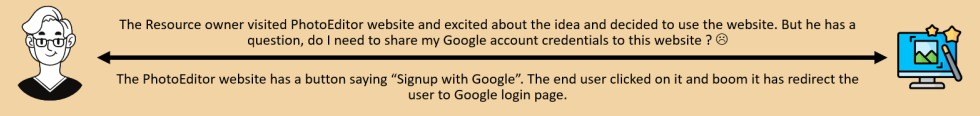 The Resource owner visited PhotoEditor website and excited about the idea and decided to use the website. But he has a
question, do I need to share my Google account credentials to this website ? ☹
The PhotoEditor website has a button saying “Signup with Google”. The end user clicked on it and boom it has redirect the
user to Google login page.